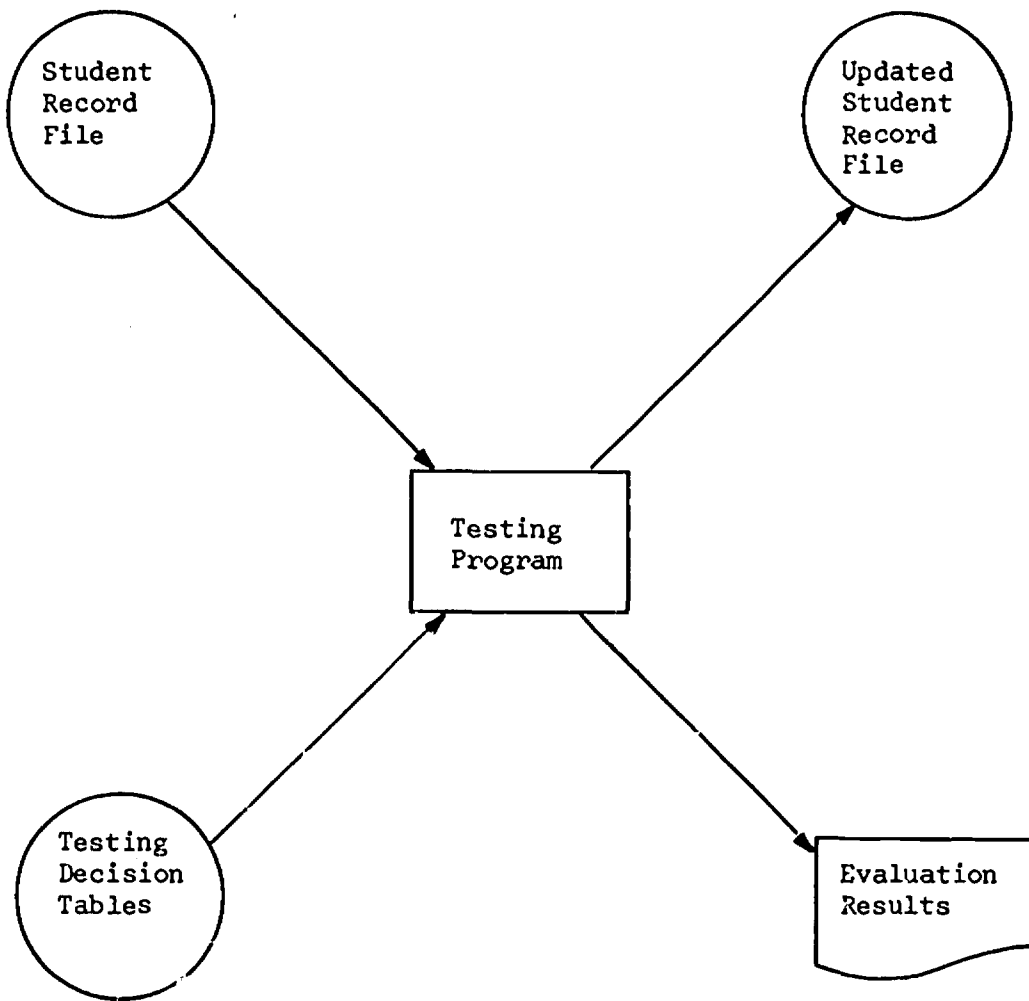 Student
Record
File
Updated
Student
Record
File
Testing
Program
Testing
Decision
Tables
Evaluation
Results